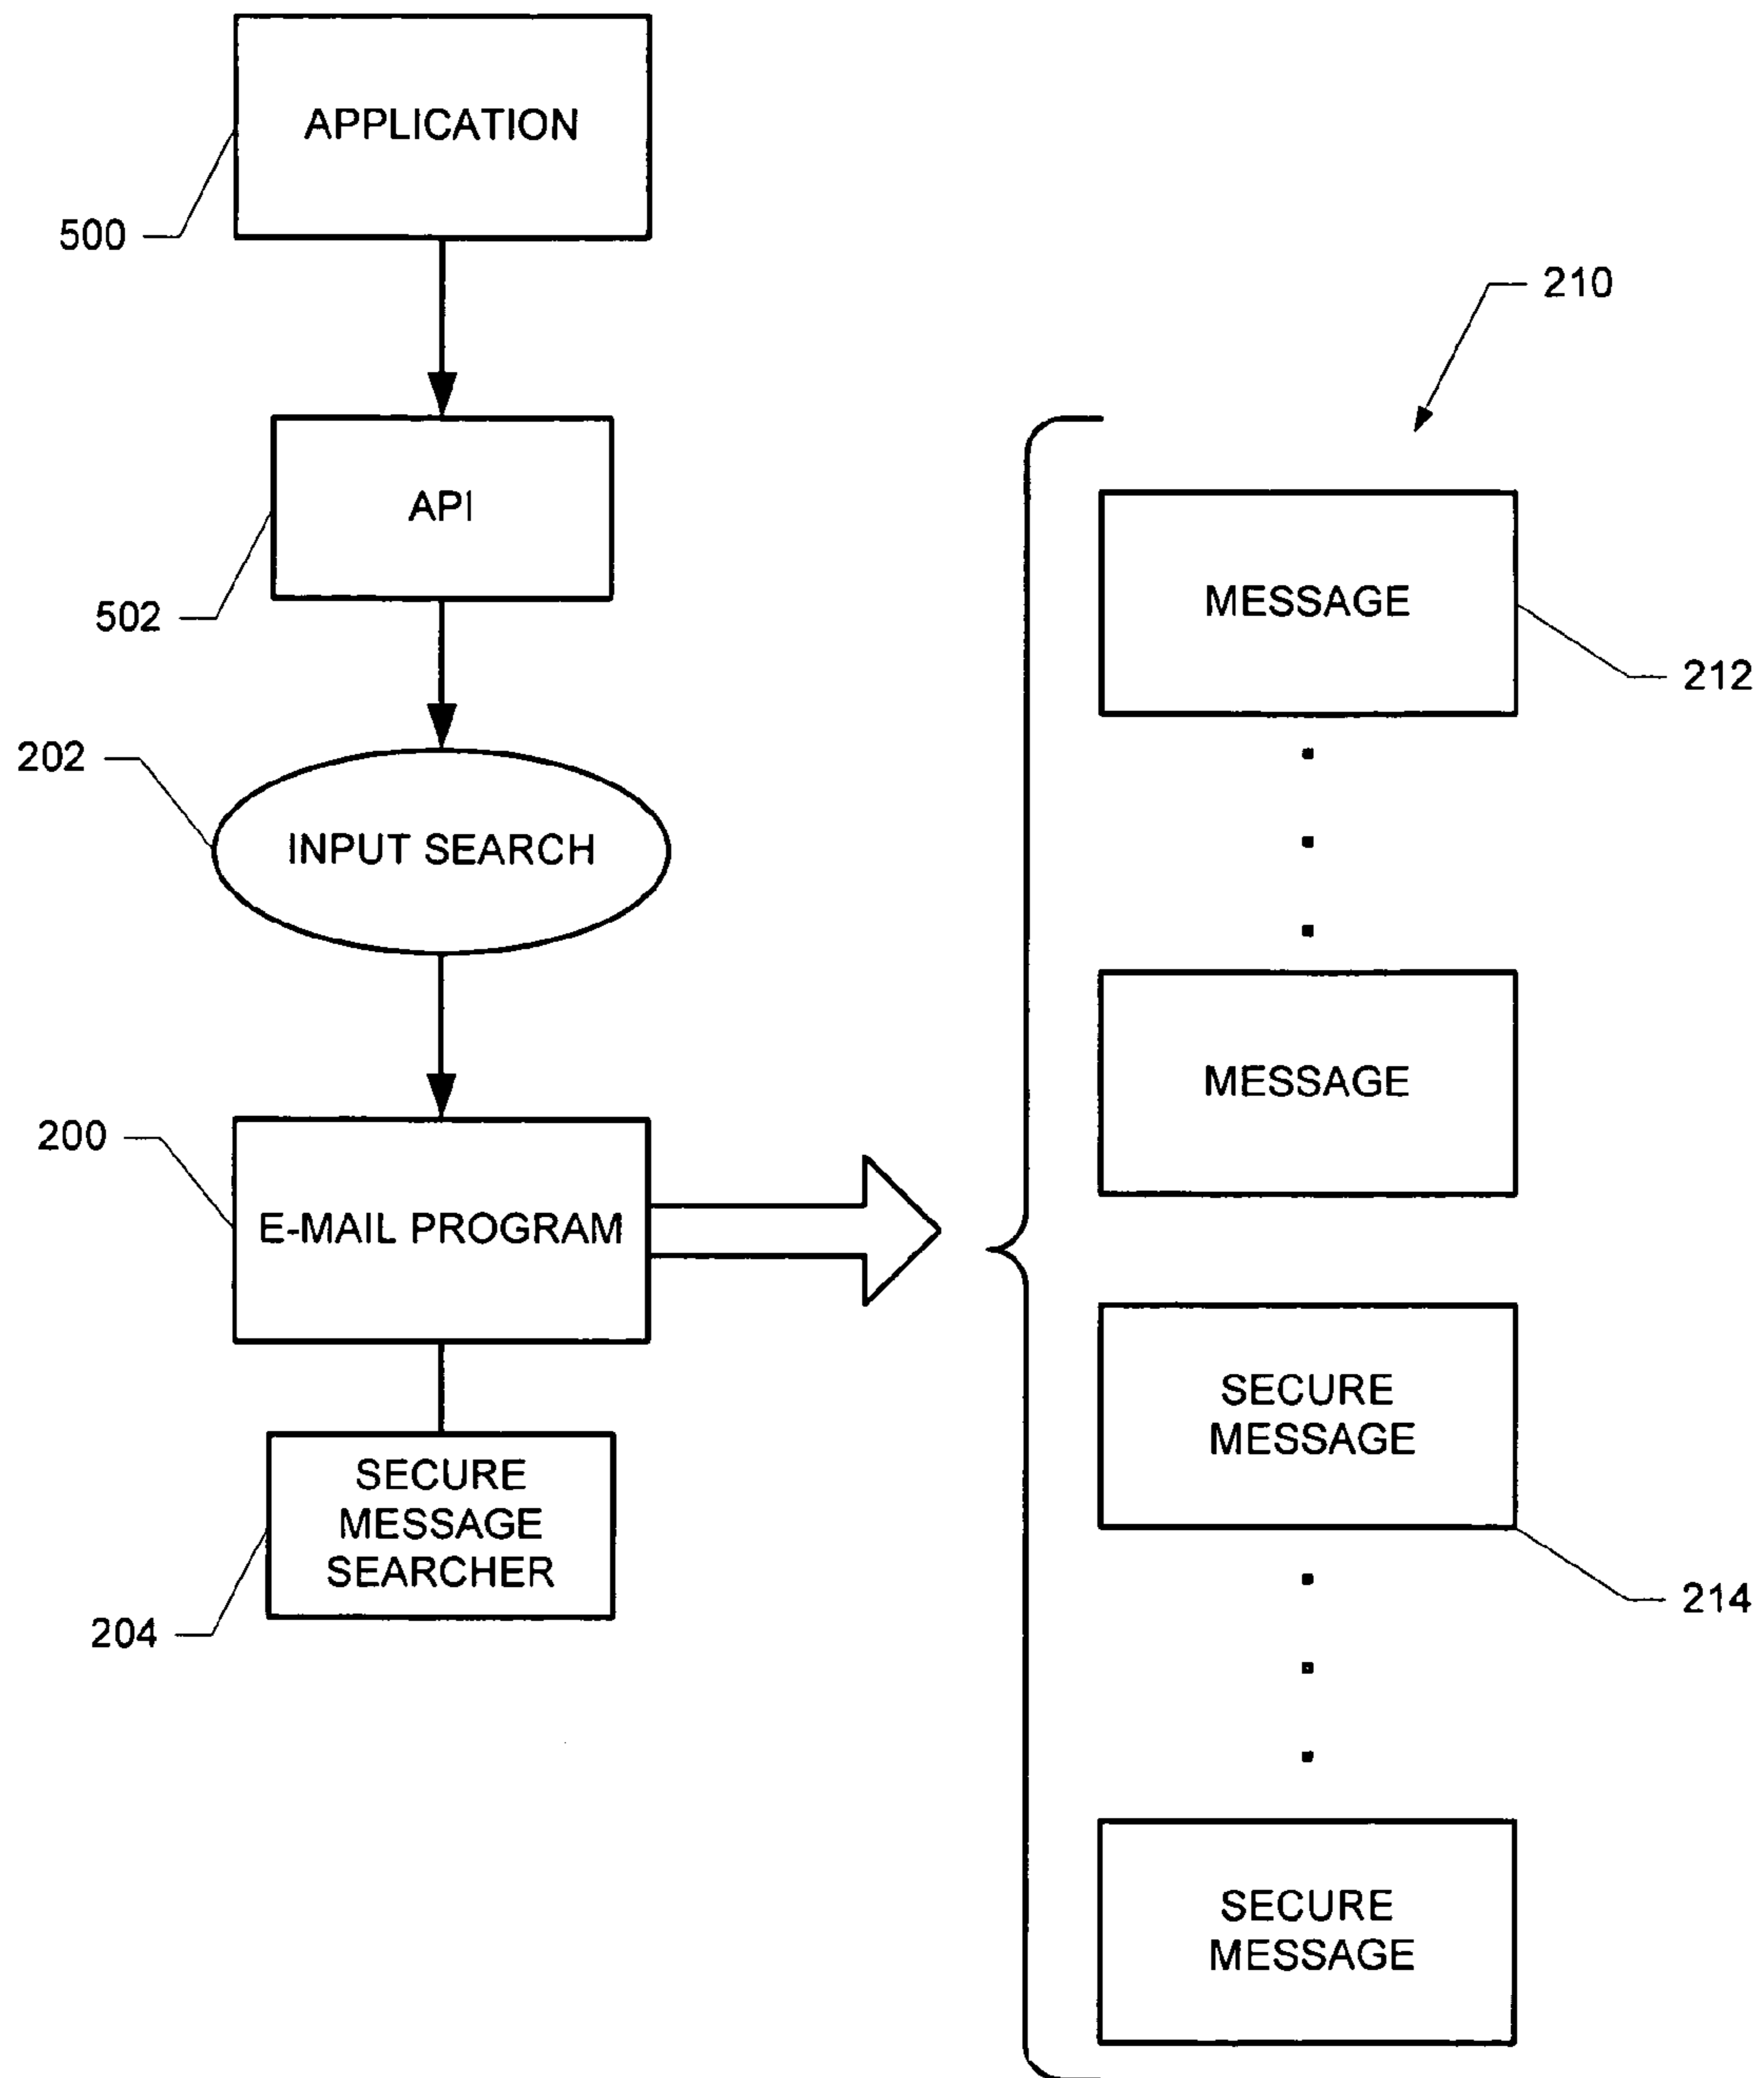 APPLICATION
500
API
502
202
INPUT SEARCH
200
E-MAIL PROGRAM
SECURE
MESSAGE
SEARCHER
204
210
MESSAGE
212
MESSAGE
SECURE
MESSAGE
214
SECURE
MESSAGE